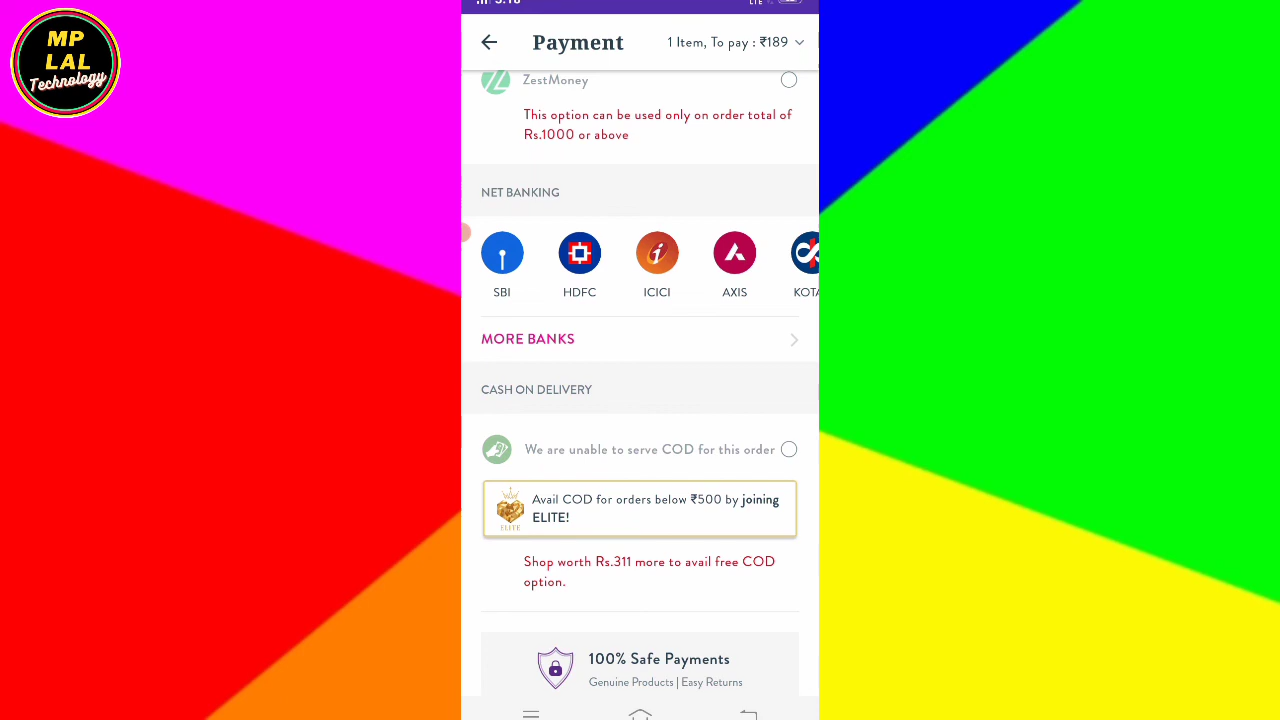 MP
LAL
Technology
Payment
1 Item, To pay : ₹189
ZestMoney
This option can be used only on order total of
Rs.1000 or above
NET BANKING
SBI
HDFC
ICICI
AXIS
KOTA
MORE BANKS
CASH ON DELIVERY
We are unable to serve COD for this order
Avail COD for orders below ₹500 by joining
ELITE!
ELITE
Shop worth Rs.311 more to avail free COD
option.
100% Safe Payments
Genuine Products | Easy Returns